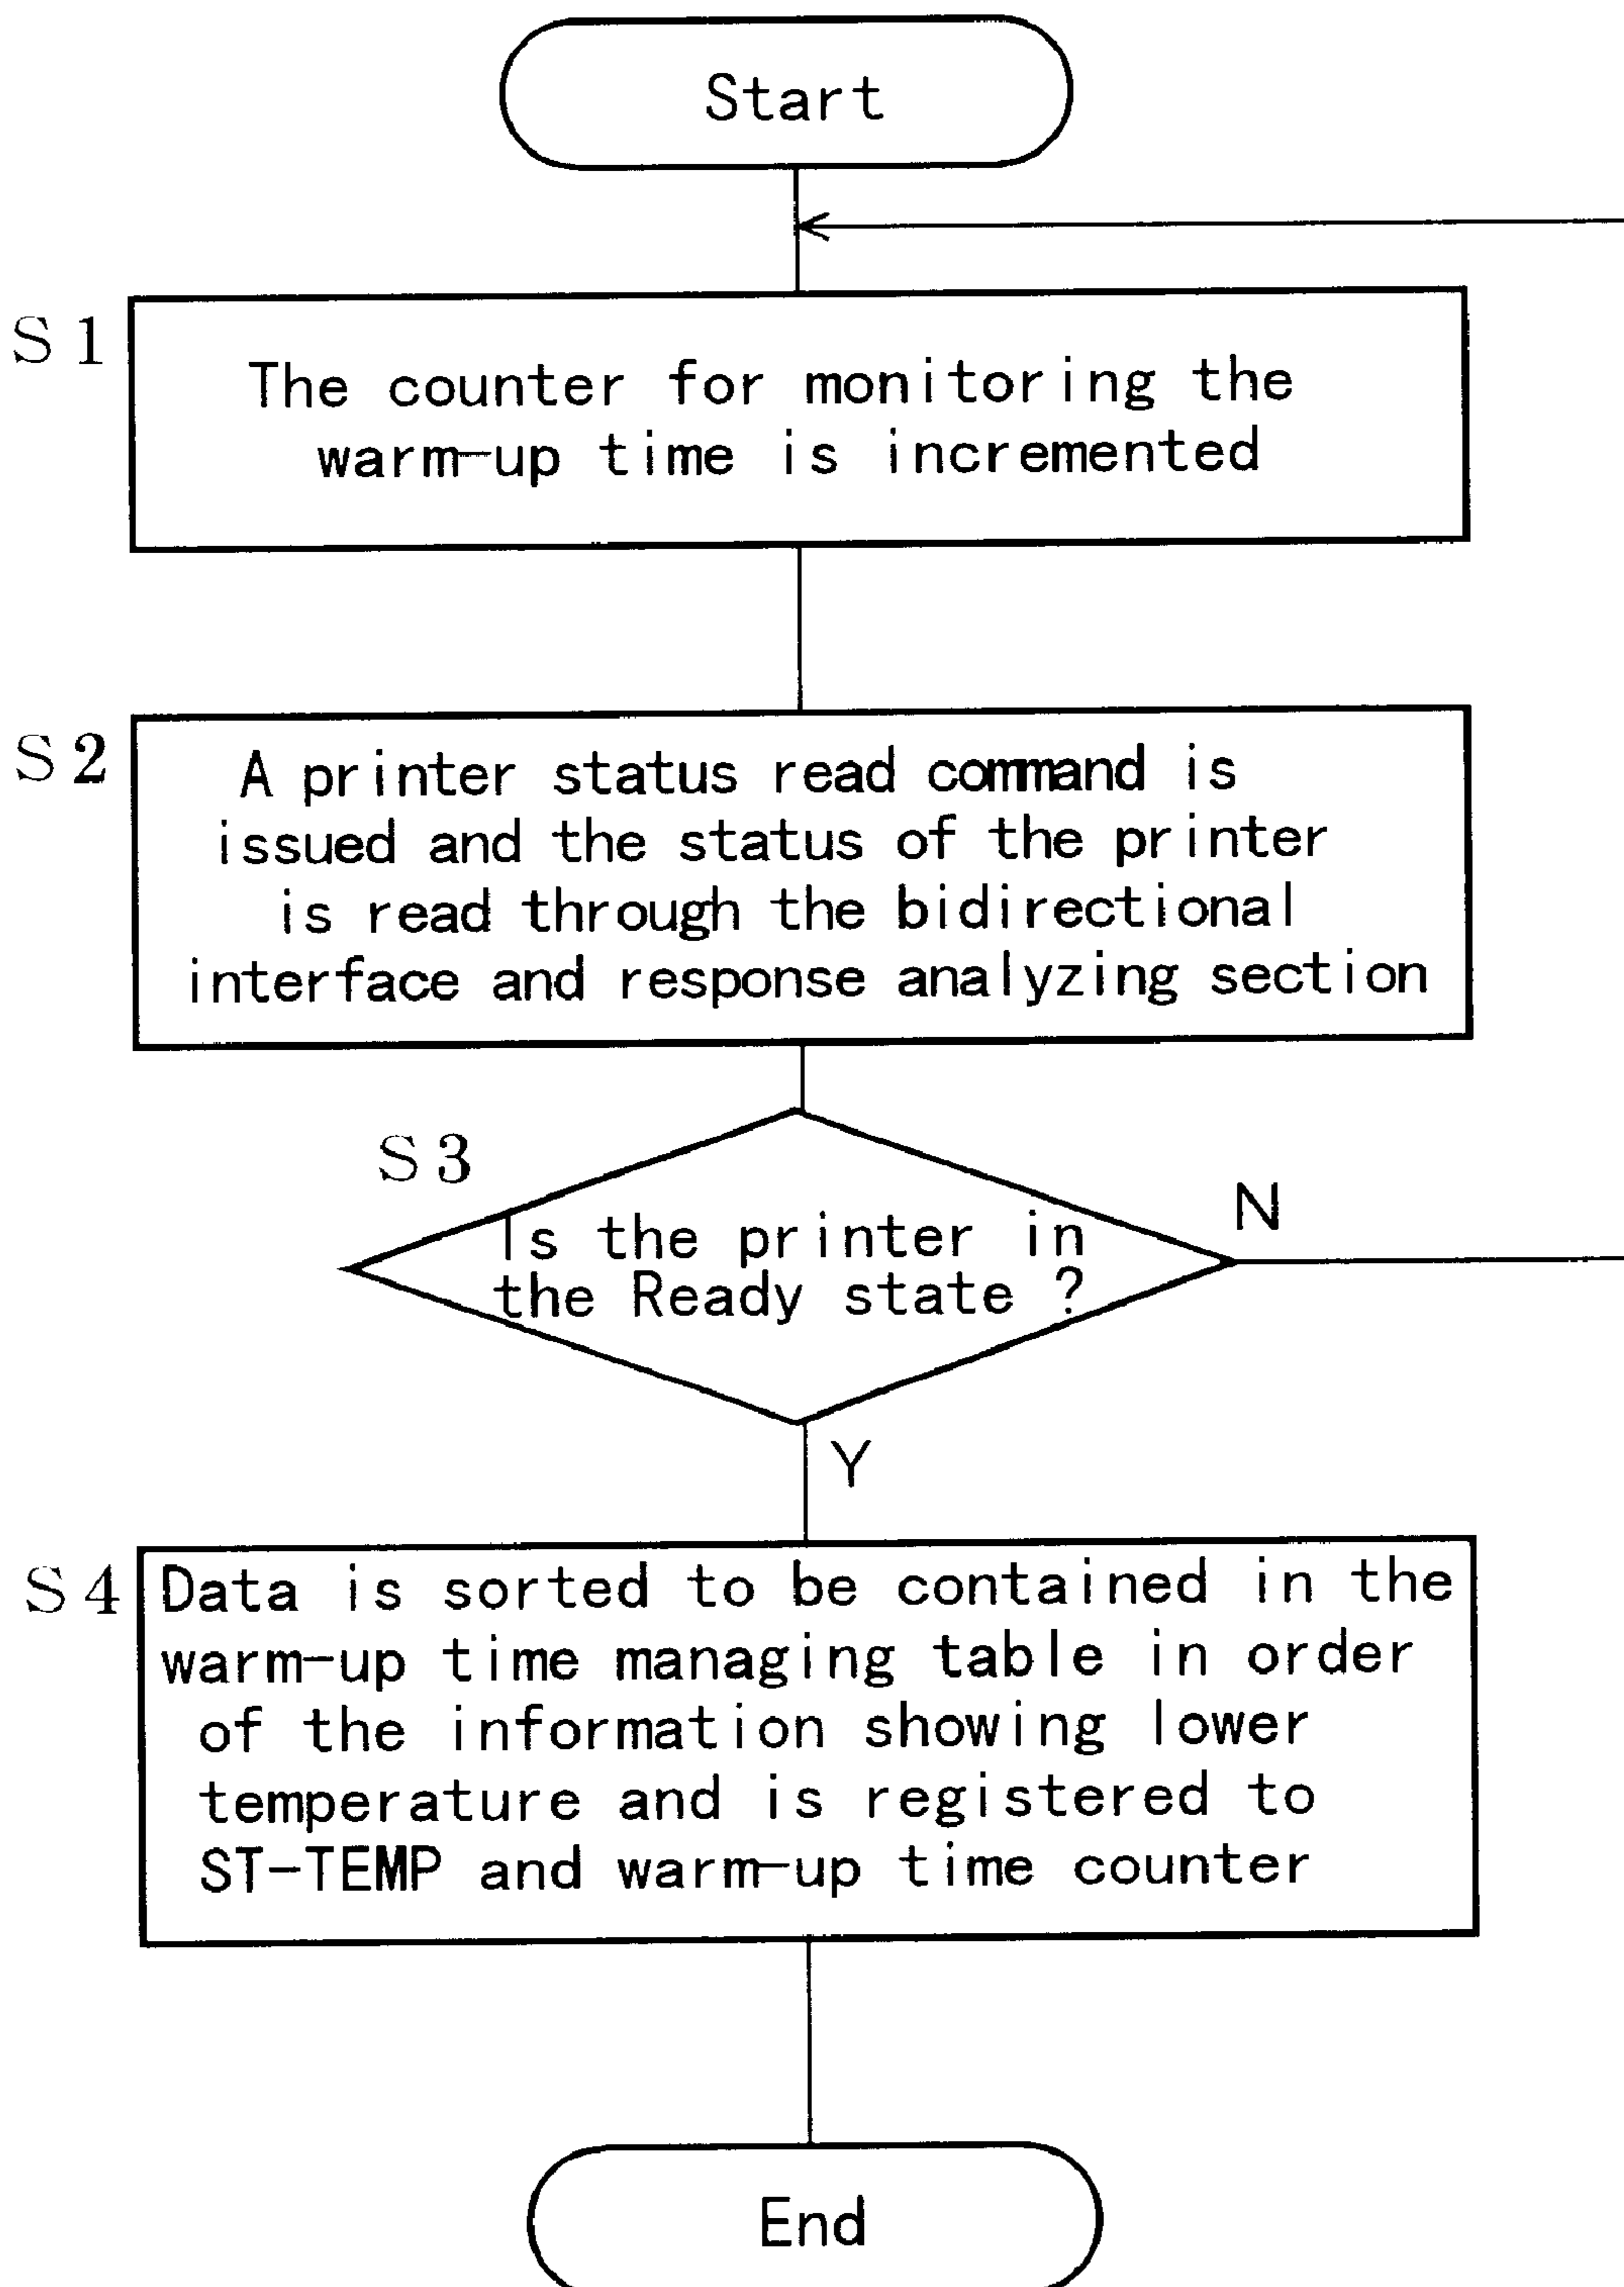 Start
S1
The counter for monitoring the
warm-up time is incremented
S2
A printer status read command is
issued and the status of the printer
is read through the bidirectional
interface and response analyzing section
S3
Is the printer in
the Ready state ?
N
Y
S4
Data is sorted to be contained in the
warm-up time managing table in order
of the information showing lower
temperature and is registered to
ST-TEMP and warm-up time counter
End